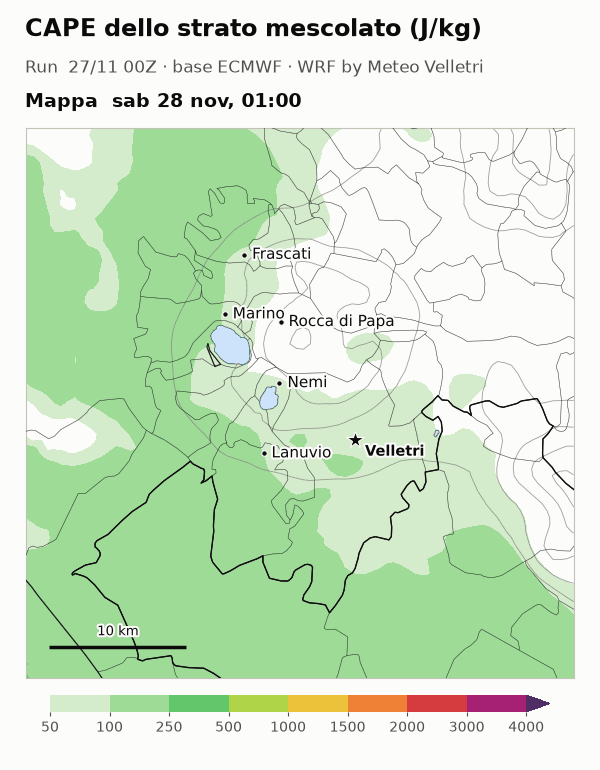 CAPE dello strato mescolato (J/kg)
Run  27/11 00Z · base ECMWF · WRF by Meteo Velletri
Mappa  sab 28 nov, 01:00
Frascati
Marino
Rocca di Papa
Nemi
Velletri
Lanuvio
10 km
50 100 250 500 1000 1500 2000 3000 4000